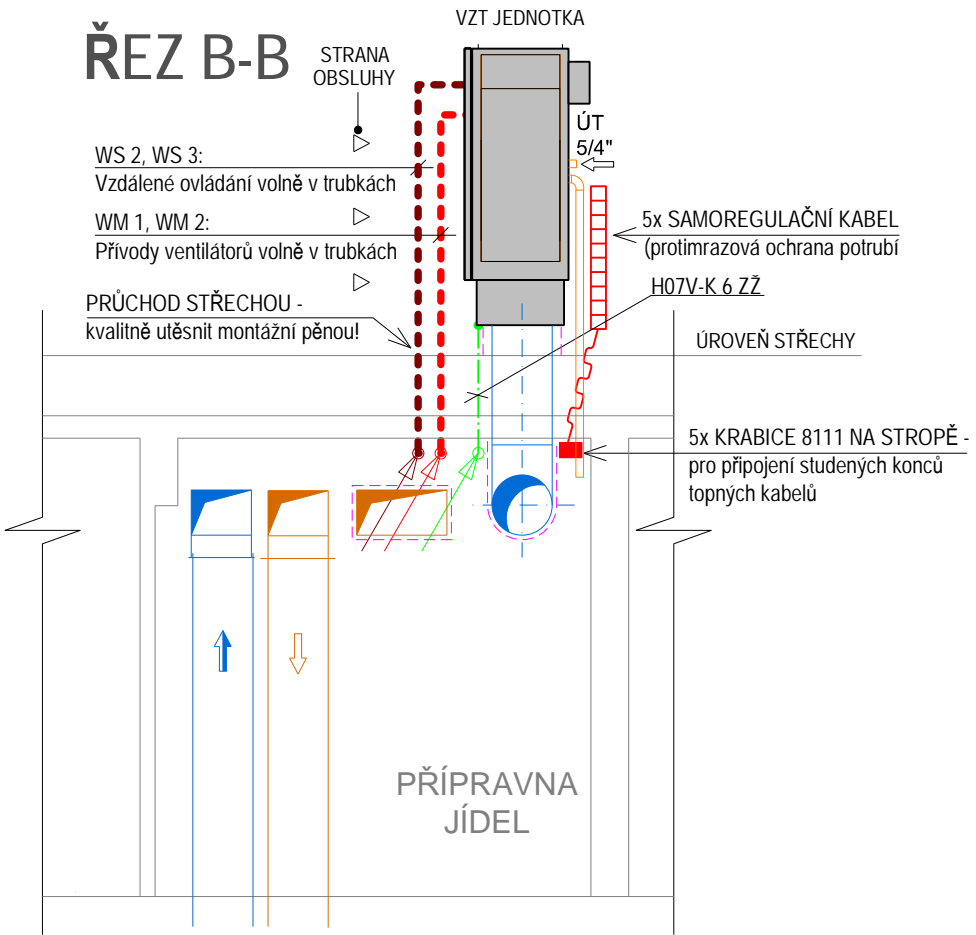 VZT JEDNOTKA
ŘEZ B-B
STRANA
OBSLUHY
ÚT
5/4"
WS 2, WS 3:
Vzdálené ovládání volně v trubkách
WM 1, WM 2:
Přívody ventilátorů volně v trubkách
5x SAMOREGULAČNÍ KABEL
(protimrazová ochrana potrubí
H07V-K 6 ZŽ
PRŮCHOD STŘECHOU -
kvalitně utěsnit montážní pěnou!
ÚROVEŇ STŘECHY
5x KRABICE 8111 NA STROPĚ -
pro připojení studených konců
topných kabelů
PŘÍPRAVNA
JÍDEL